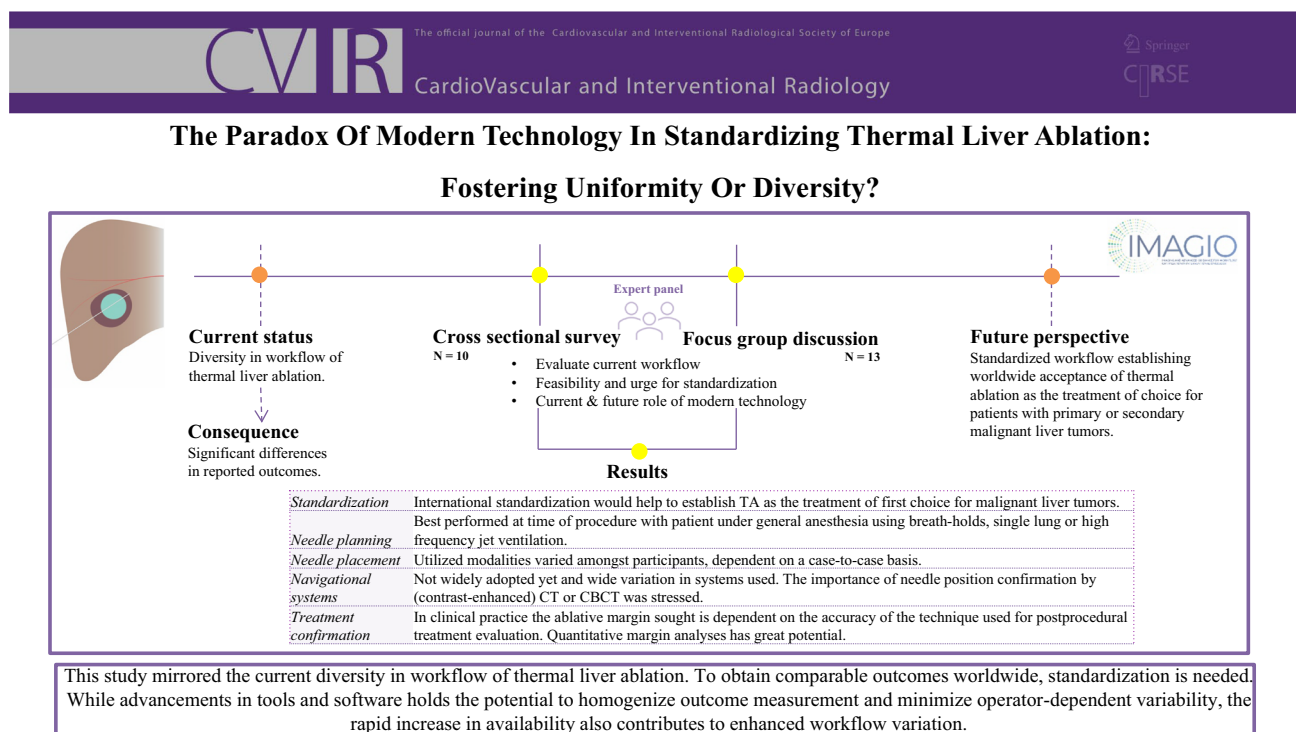 CVIR
The official journal of the Cardiovascular and Interventional Radiological Society of Europe
CardioVascular and Interventional Radiology
Springer
CIRSE
The Paradox Of Modern Technology In Standardizing Thermal Liver Ablation:
Fostering Uniformity Or Diversity?
IMAGIO
Expert panel
Current status
Diversity in workflow of
thermal liver ablation.
Consequence
Significant differences
in reported outcomes.
Cross sectional survey
N = 10
Focus group discussion
N = 13
• Evaluate current workflow
• Feasibility and urge for standardization
• Current & future role of modern technology
Future perspective
Standardized workflow establishing
worldwide acceptance of thermal
ablation as the treatment of choice for
patients with primary or secondary
malignant liver tumors.
Results
Standardization International standardization would help to establish TA as the treatment of first choice for malignant liver tumors.
Best performed at time of procedure with patient under general anesthesia using breath-holds, single lung or high
Needle planning frequency jet ventilation.
Needle placement Utilized modalities varied amongst participants, dependent on a case-to-case basis.
Navigational Not widely adopted yet and wide variation in systems used. The importance of needle position confirmation by
systems (contrast-enhanced) CT or CBCT was stressed.
Treatment In clinical practice the ablative margin sought is dependent on the accuracy of the technique used for postprocedural
confirmation treatment evaluation. Quantitative margin analyses has great potential.
This study mirrored the current diversity in workflow of thermal liver ablation. To obtain comparable outcomes worldwide, standardization is needed.
While advancements in tools and software holds the potential to homogenize outcome measurement and minimize operator-dependent variability, the
rapid increase in availability also contributes to enhanced workflow variation.